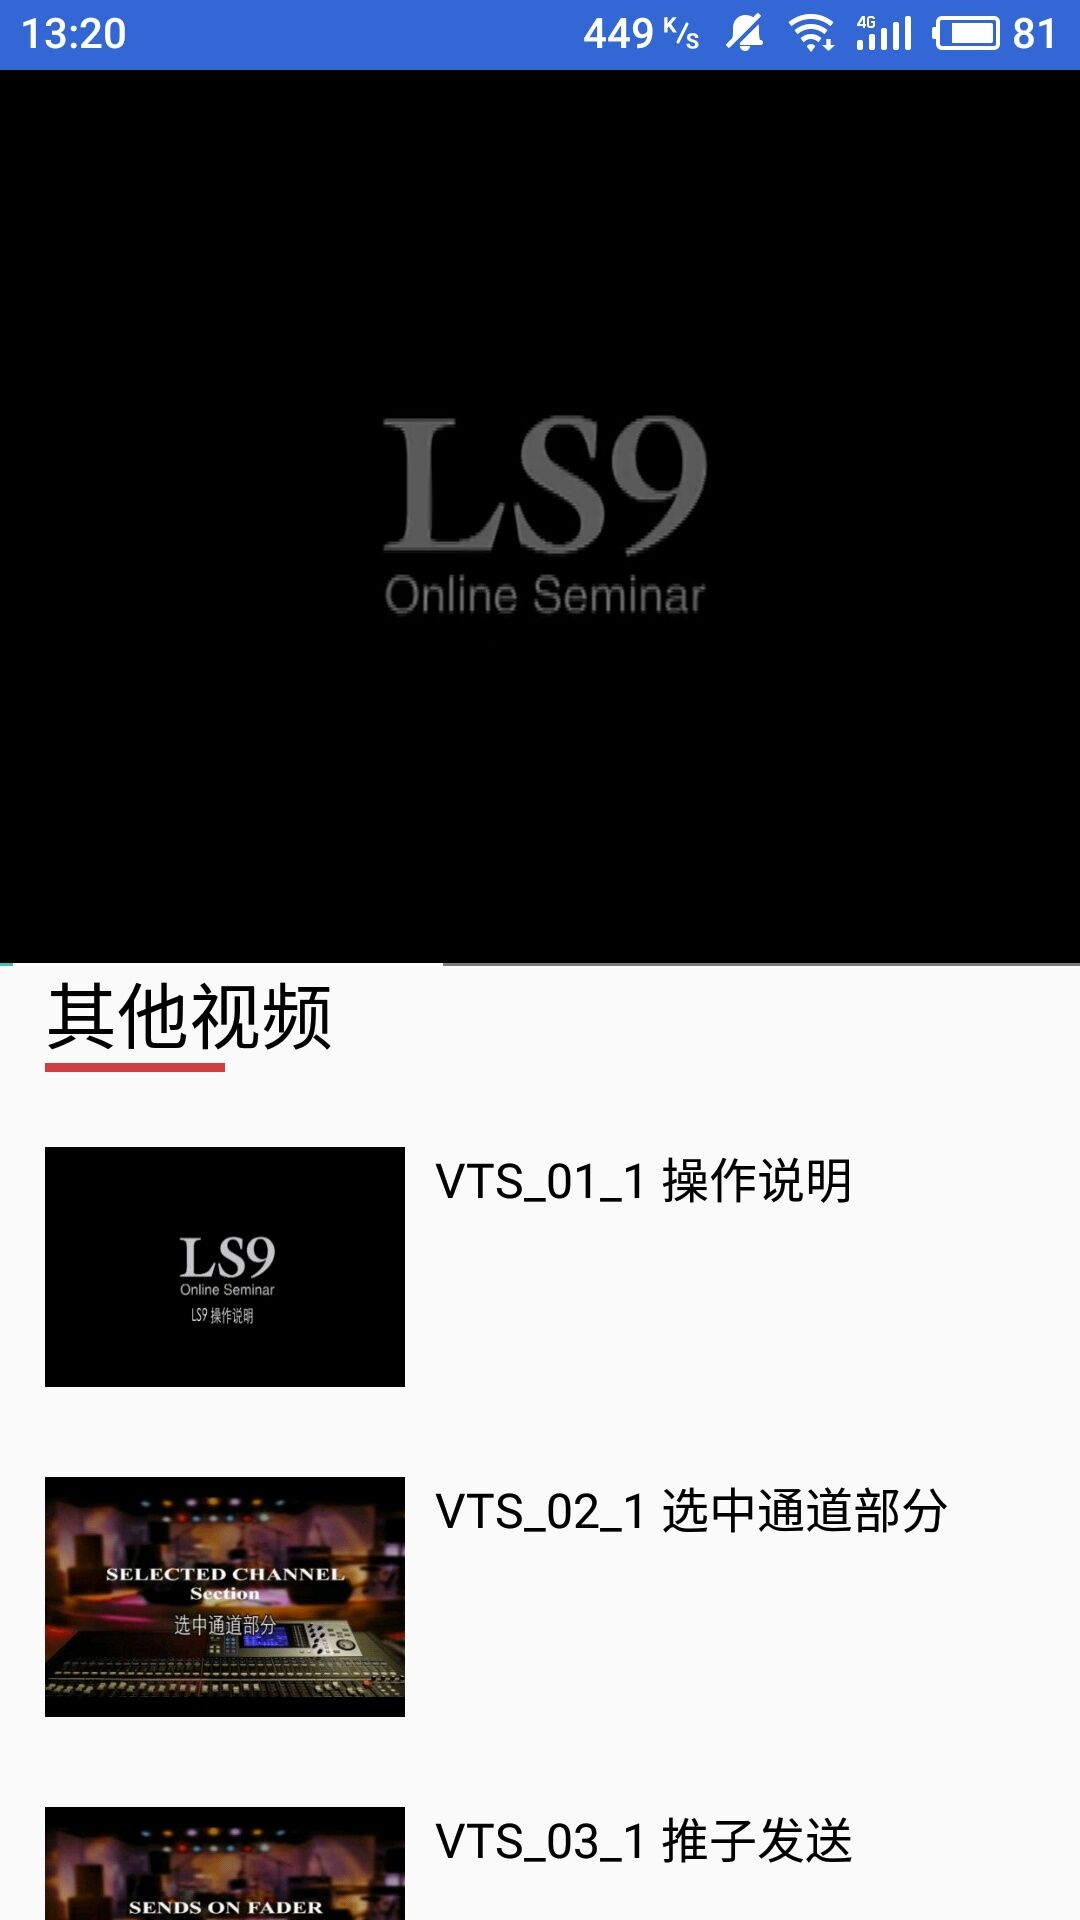 13:20
449 K/s 4G 81
LS9
Online Seminar
其他视频
VTS_01_1 操作说明
LS9
Online Seminar
LS9 操作说明
VTS_02_1 选中通道部分
SELECTED CHANNEL
Section
选中通道部分
VTS_03_1 推子发送
SENDS ON FADER